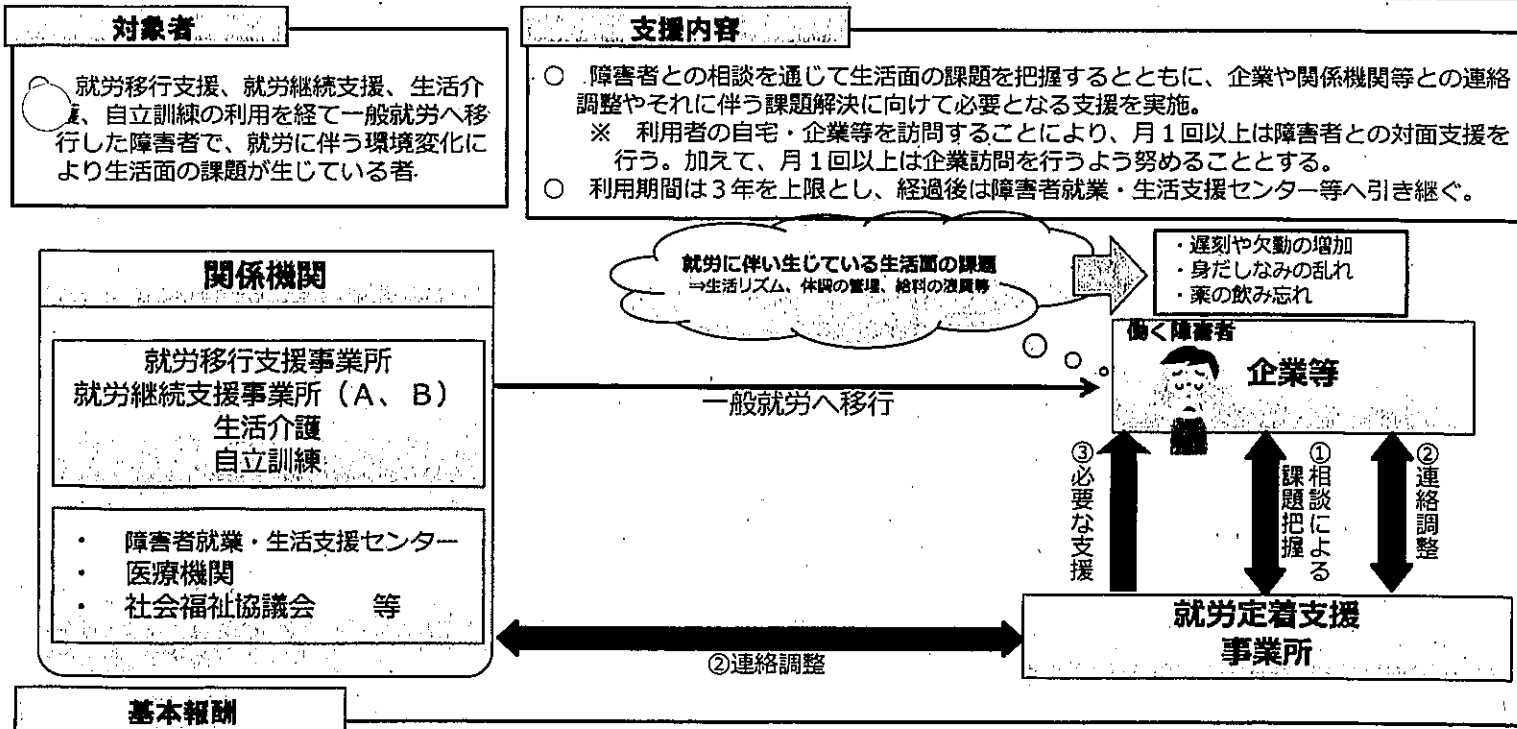 対象者
○ 就労移行支援、就労継続支援、生活介
護、自立訓練の利用を経て一般就労へ移
行した障害者で、就労に伴う環境変化に
より生活面の課題が生じている者
支援内容
○ 障害者との相談を通じて生活面の課題を把握するとともに、企業や関係機関等との連絡
調整やそれに伴う課題解決に向けて必要となる支援を実施。
※ 利用者の自宅・企業等を訪問することにより、月1回以上は障害者との対面支援を
行う。加えて、月1回以上は企業訪問を行うよう努めることとする。
○ 利用期間は3年を上限とし、経過後は障害者就業・生活支援センター等へ引き継ぐ。
関係機関
就労移行支援事業所
就労継続支援事業所（A、B）
生活介護
自立訓練
・ 障害者就業・生活支援センター
・ 医療機関
・ 社会福祉協議会 等
就労に伴い生じている生活面の課題
⇒生活リズム、体調の管理、給料の浪費等
・遅刻や欠勤の増加
・身だしなみの乱れ
・薬の飲み忘れ
働く障害者
企業等
一般就労へ移行
③必要な支援
①相談による
課題把握
②連絡調整
就労定着支援
事業所
②連絡調整
基本報酬